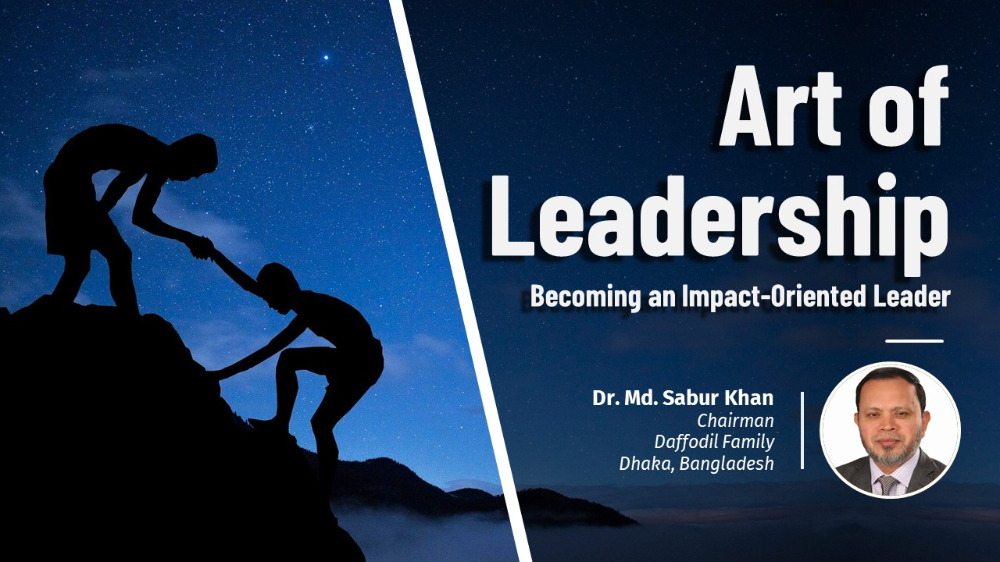 Art of
Leadership
Becoming an Impact-Oriented Leader
Dr. Md. Sabur Khan
Chairman
Daffodil Family
Dhaka, Bangladesh